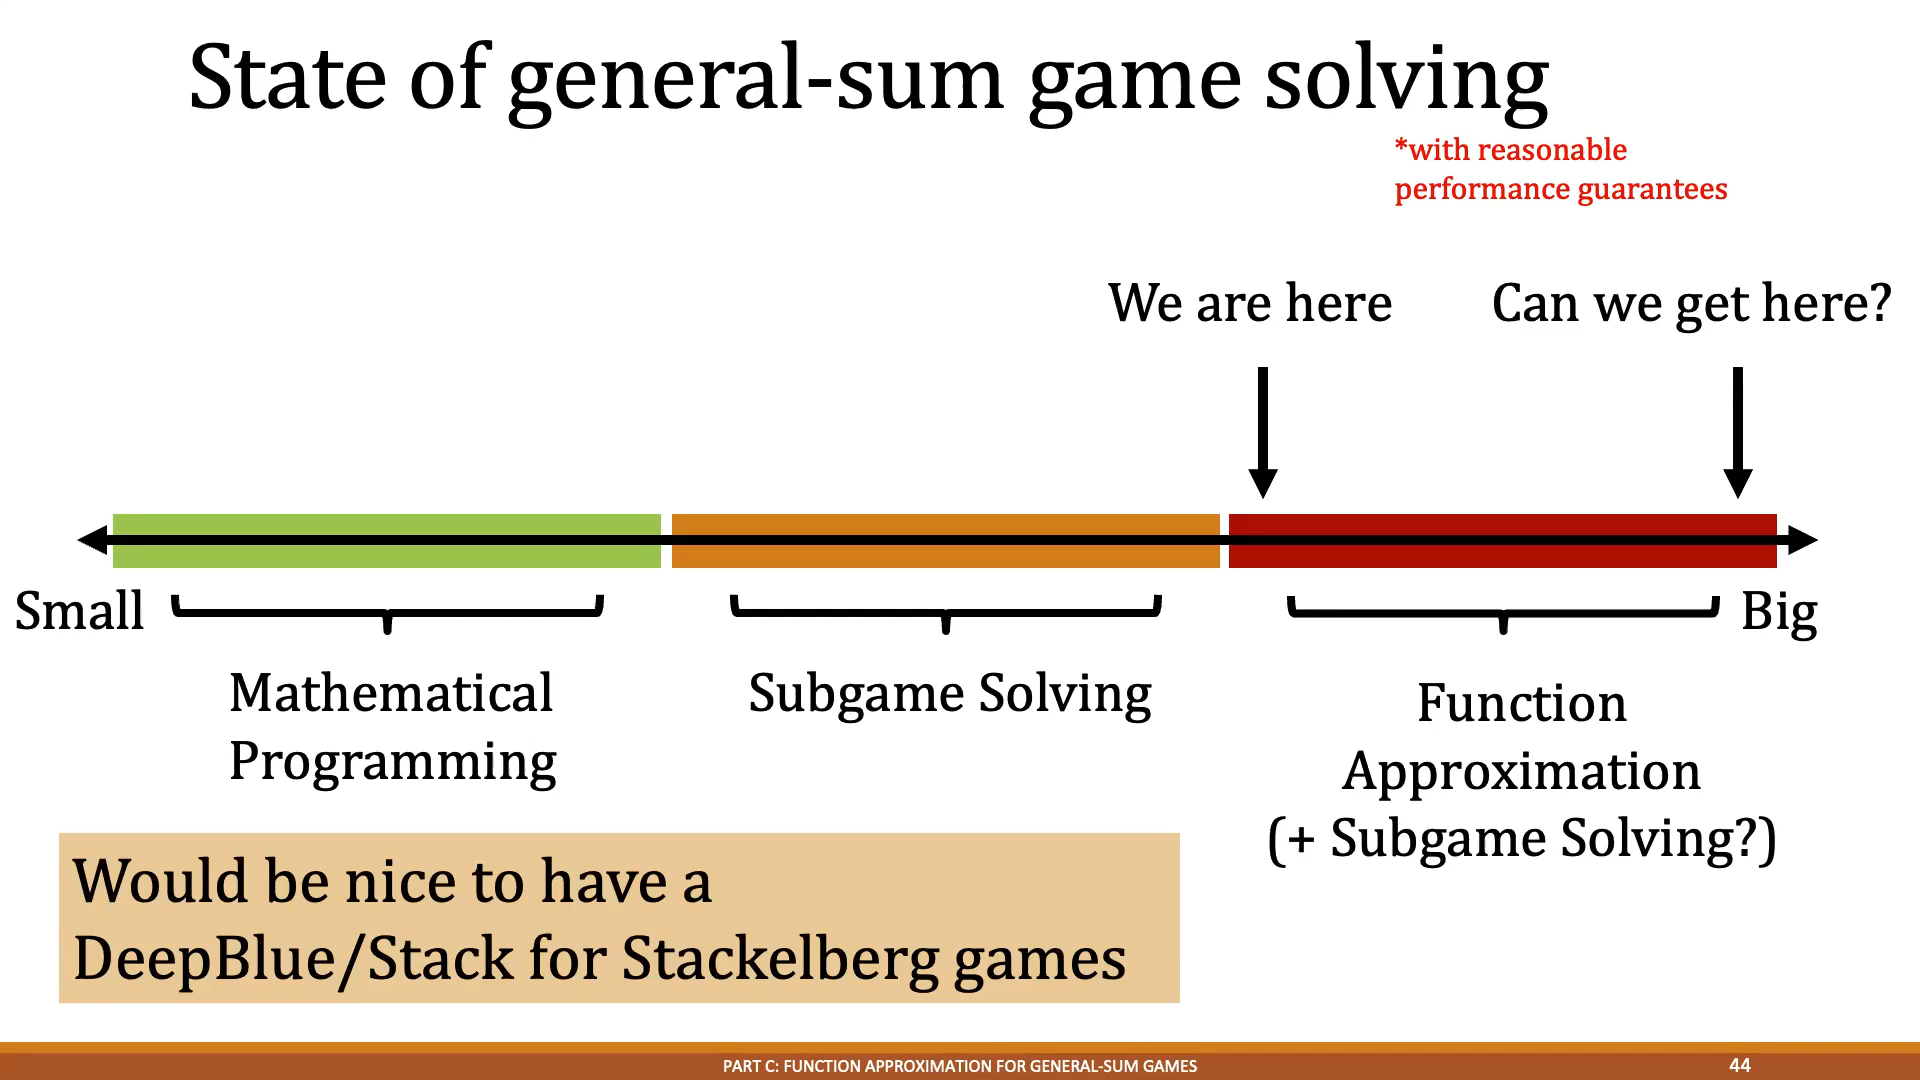 State of general-sum game solving
*with reasonable
performance guarantees
We are here
Can we get here?
Small
Big
Mathematical
Programming
Subgame Solving
Function
Approximation
(+ Subgame Solving?)
Would be nice to have a
DeepBlue/Stack for Stackelberg games
PART C: FUNCTION APPROXIMATION FOR GENERAL-SUM GAMES
44